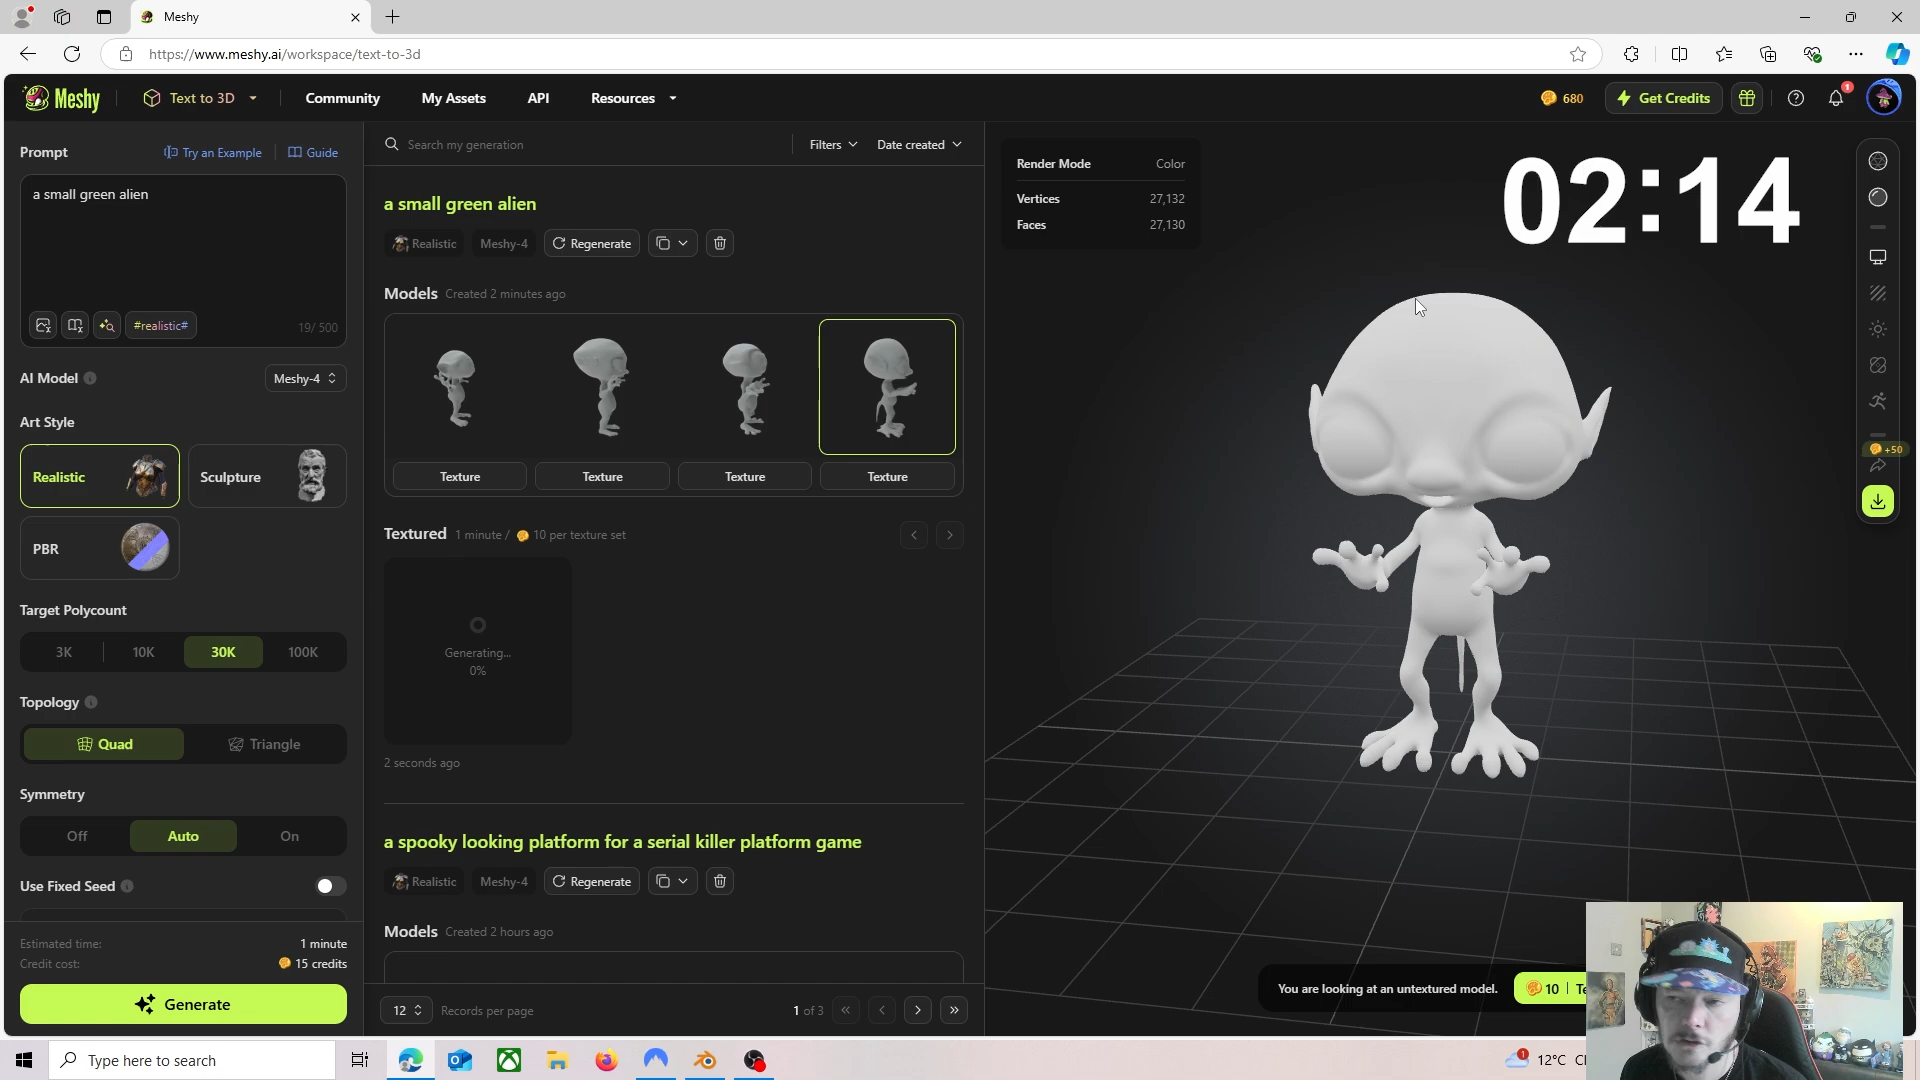 Meshy
https://www.meshy.ai/workspace/text-to-3d
Meshy
Text to 3D
Community
My Assets
API
Resources
680
Get Credits
1
Prompt
Try an Example
Guide
a small green alien
#realistic#
19/ 500
AI Model
Meshy-4
Art Style
Realistic
Sculpture
PBR
Target Polycount
3K
10K
30K
100K
Topology
Quad
Triangle
Symmetry
Off
Auto
On
Use Fixed Seed
Estimated time:
1 minute
Credit cost:
15 credits
Generate
Search my generation
Filters
Date created
a small green alien
Realistic
Meshy-4
Regenerate
Models
Created 2 minutes ago
Texture
Texture
Texture
Texture
Textured
1 minute /
10 per texture set
Generating...
0%
2 seconds ago
a spooky looking platform for a serial killer platform game
Realistic
Meshy-4
Regenerate
Models
Created 2 hours ago
12
Records per page
1 of 3
Render Mode
Color
Vertices
27,132
Faces
27,130
02:14
+50
You are looking at an untextured model.
10
Type here to search
1
12°C